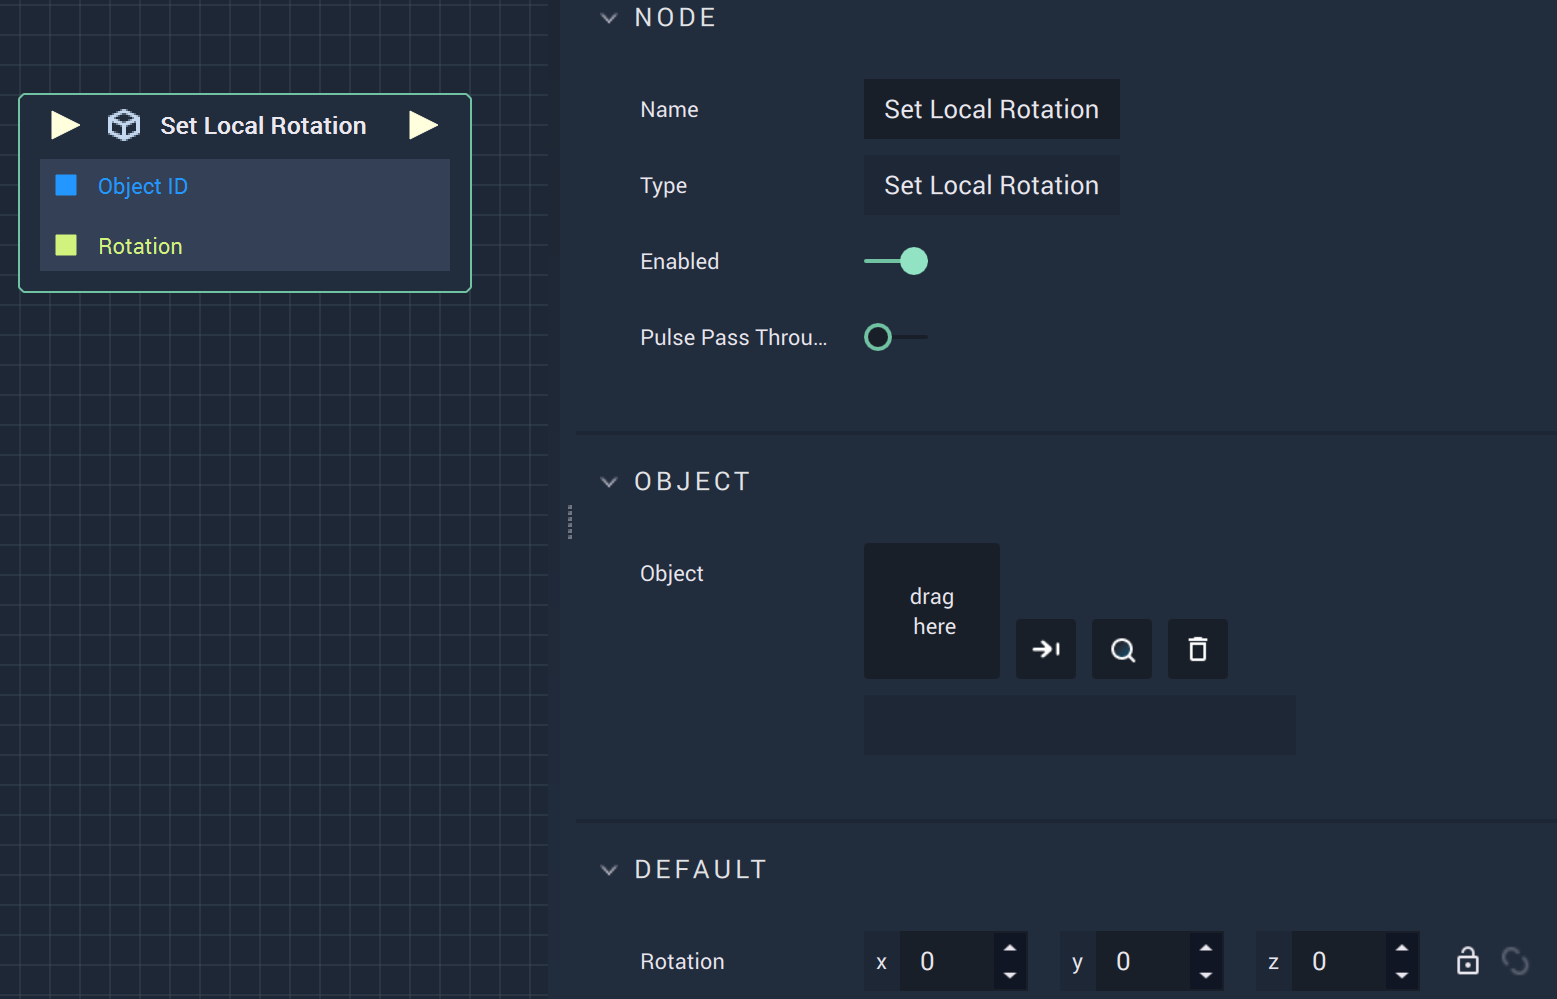 Set Local Rotation
Object ID
Rotation
NODE
Name Set Local Rotation
Type Set Local Rotation
Enabled
Pulse Pass Throu...
OBJECT
Object
drag
here
DEFAULT
Rotation x 0 y 0 z 0